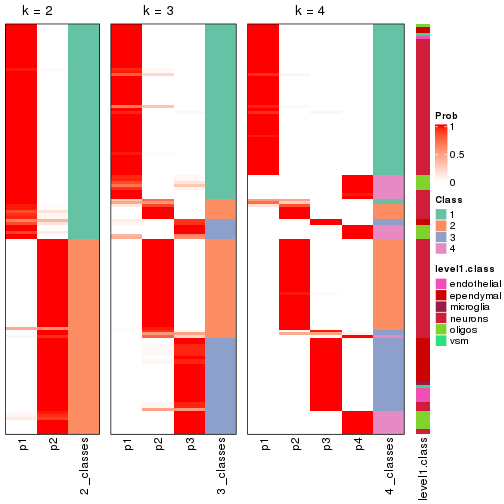 k = 2
k = 3
k = 4
Prob
1
0.5
0
Class
1
2
3
4
level1.class
endothelial
ependymal
microglia
neurons
oligos
vsm
p1
p2
2_classes
p1
p2
p3
3_classes
p1
p2
p3
p4
4_classes
level1.class